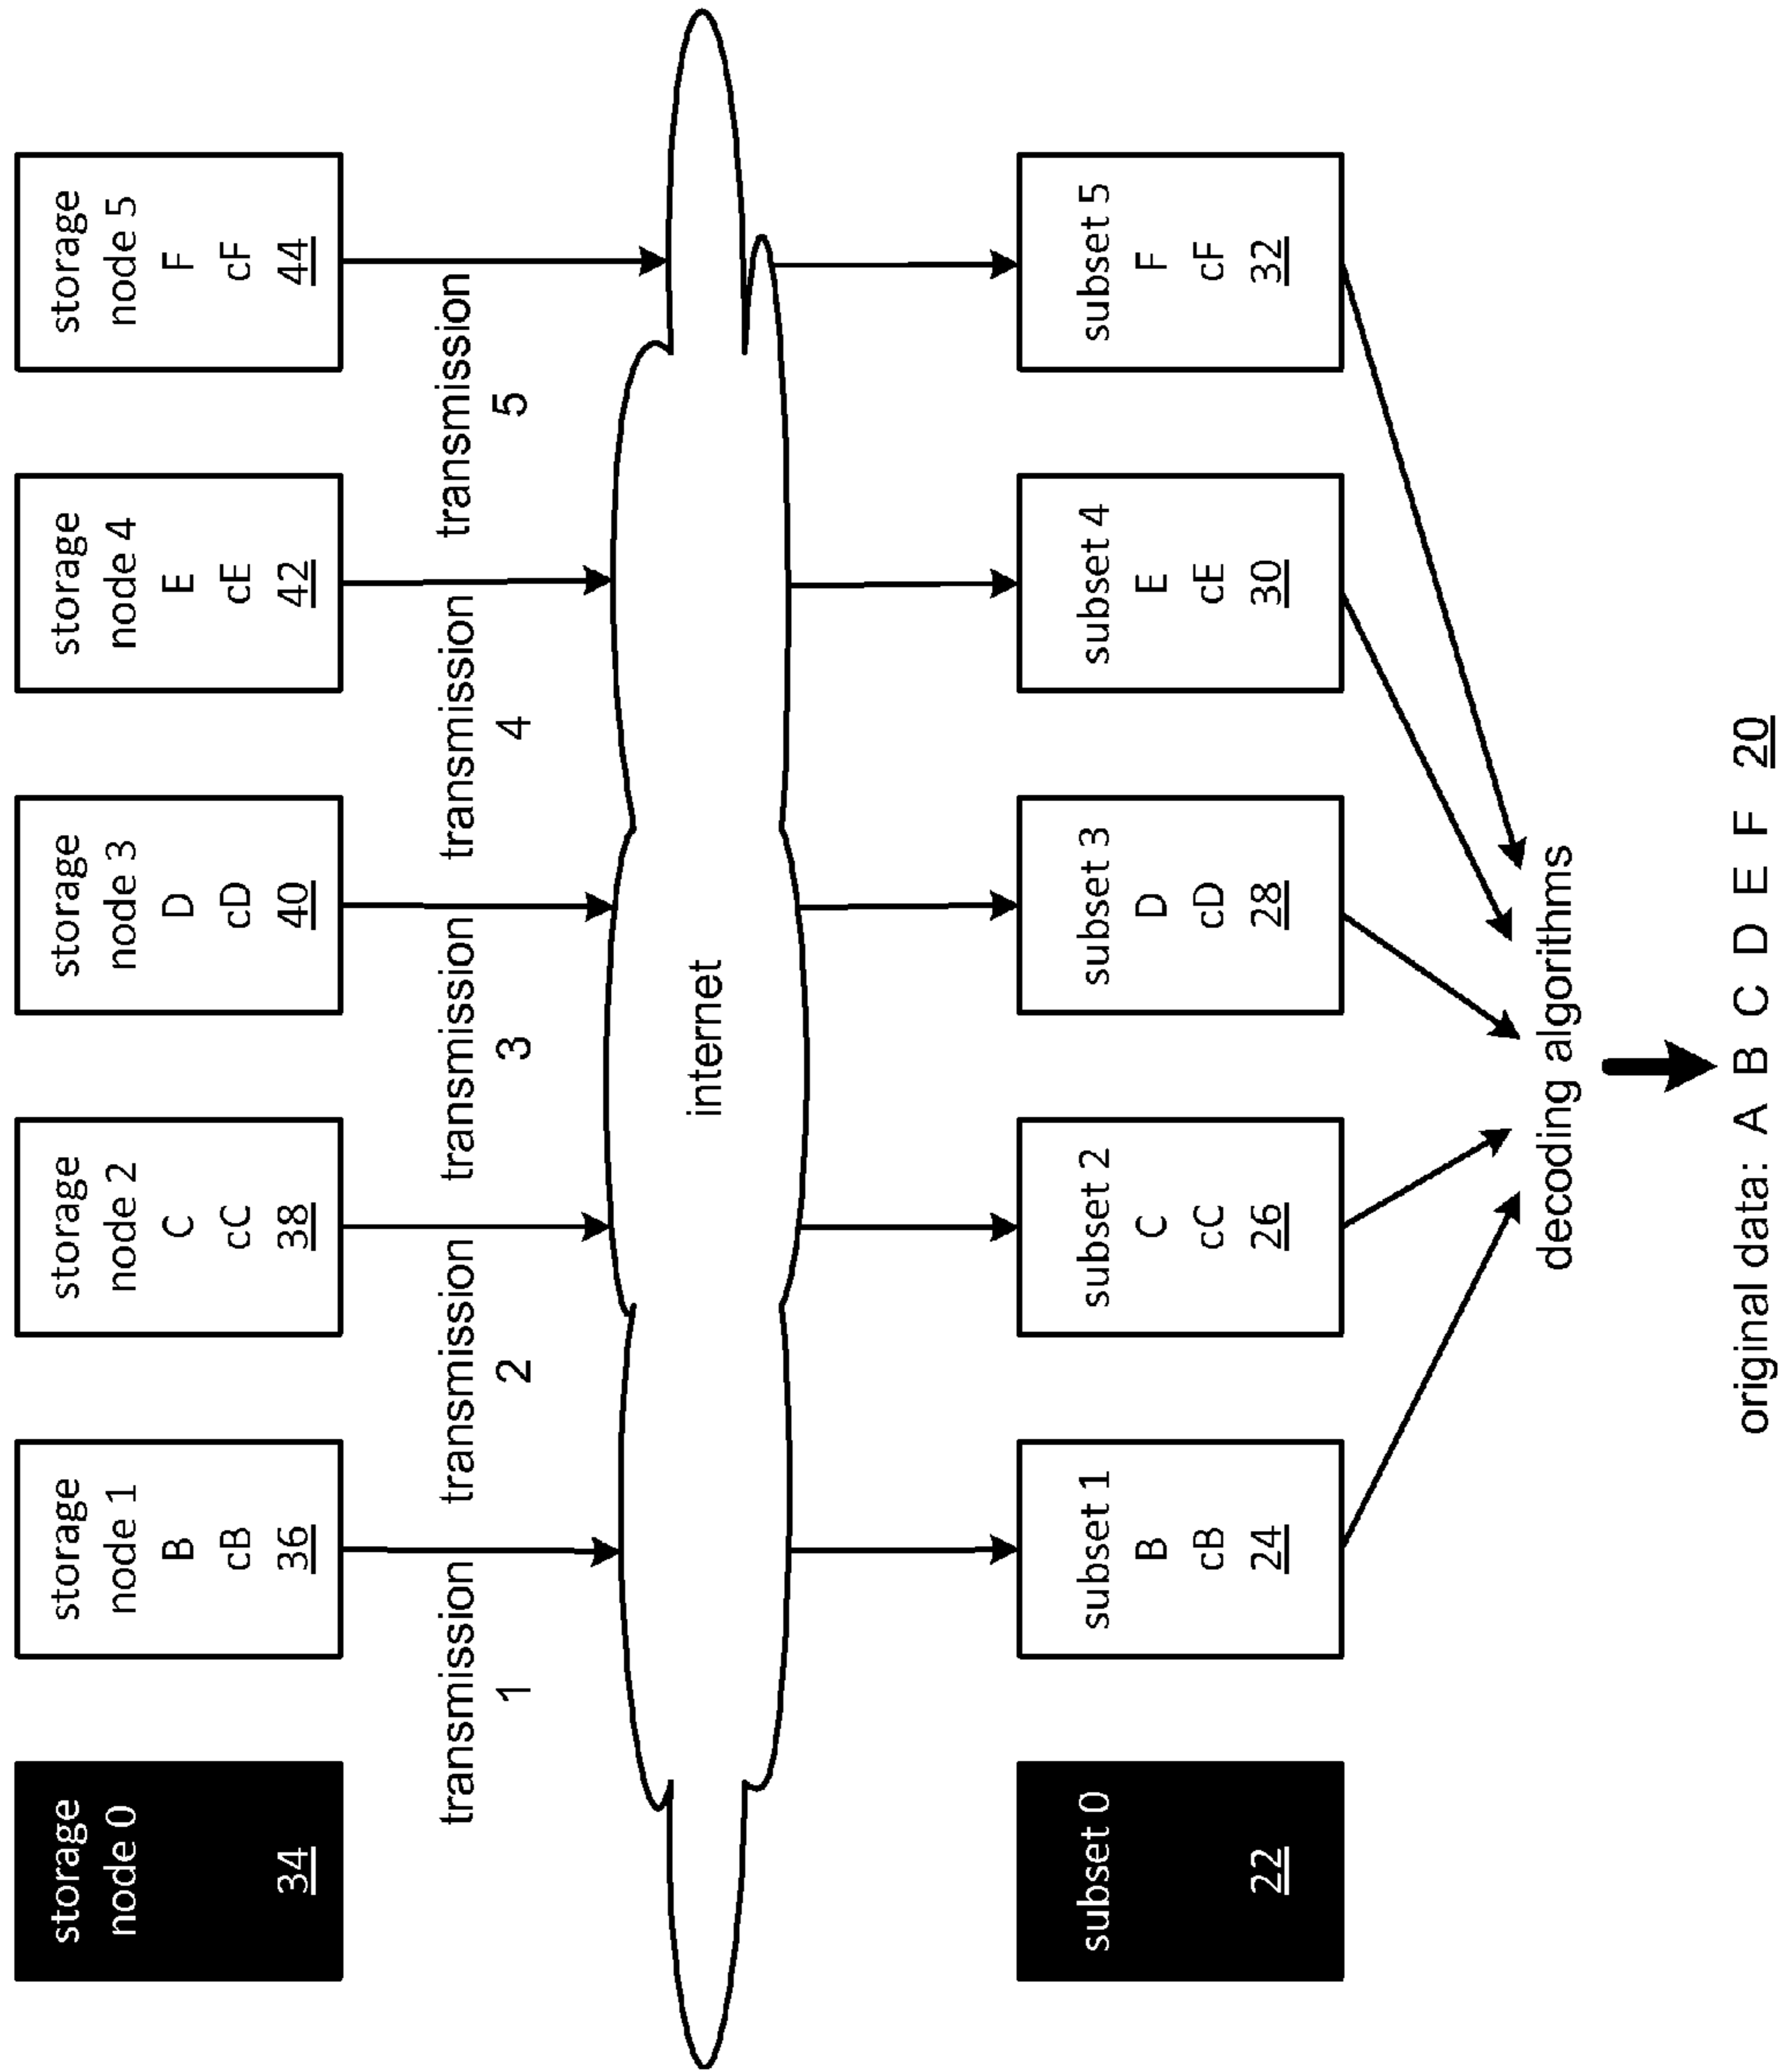 storage
node 0
34
storage
node 1
B
cB
36
storage
node 2
C
cC
38
storage
node 3
D
cD
40
storage
node 4
E
cE
42
storage
node 5
F
cF
44
transmission
1
transmission
2
transmission
3
transmission
4
transmission
5
internet
subset 0
22
subset 1
B
cB
24
subset 2
C
cC
26
subset 3
D
cD
28
subset 4
E
cE
30
subset 5
F
cF
32
decoding algorithms
original data: A B C D E F 20